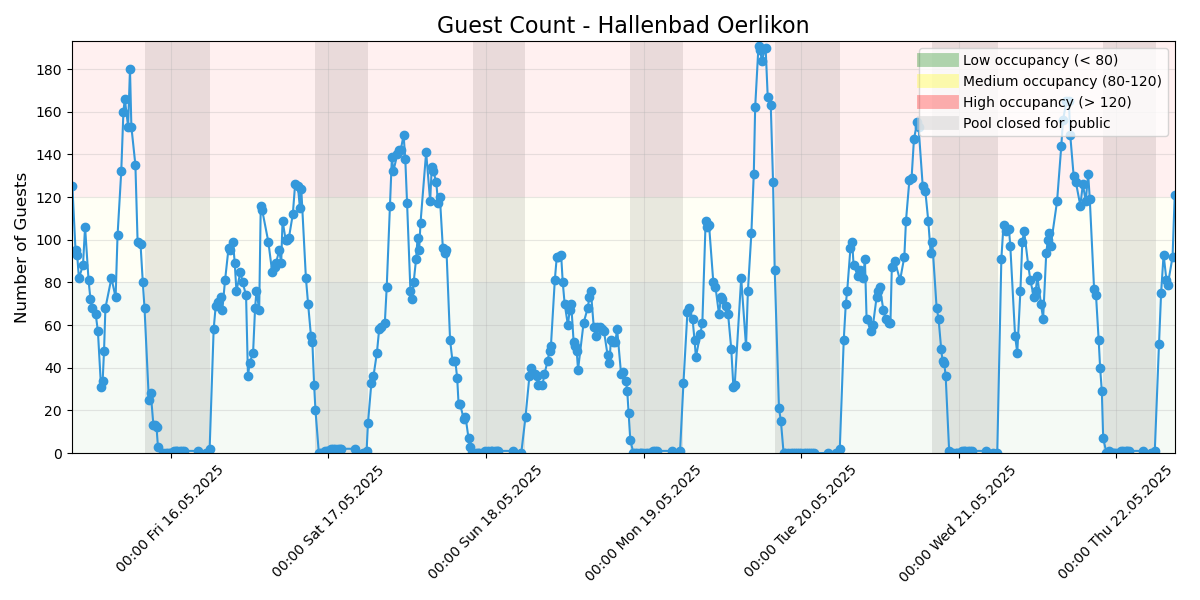 Guest Count - Hallenbad Oerlikon
Low occupancy (< 80)
Medium occupancy (80-120)
High occupancy (> 120)
Pool closed for public
Number of Guests
180
160
140
120
100
80
60
40
20
0
00:00 Fri 16.05.2025
00:00 Sat 17.05.2025
00:00 Sun 18.05.2025
00:00 Mon 19.05.2025
00:00 Tue 20.05.2025
00:00 Wed 21.05.2025
00:00 Thu 22.05.2025